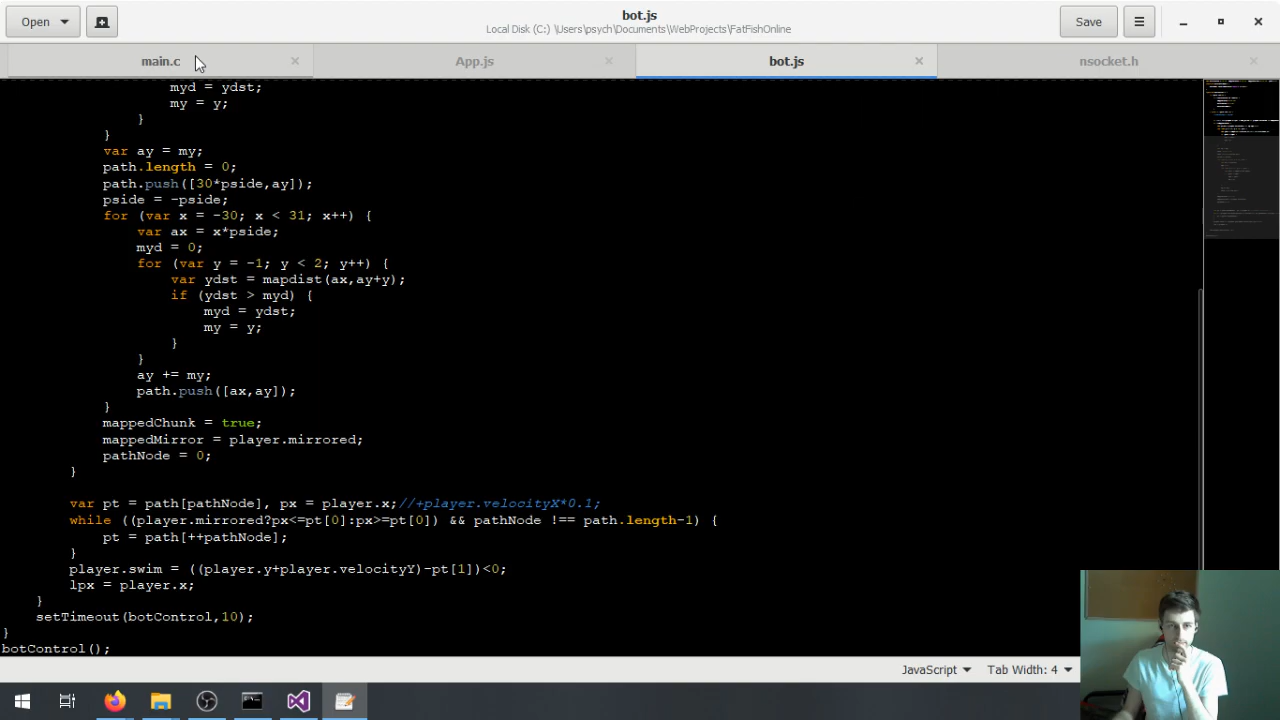 Open
bot.js
Local Disk (C:) \Users\psych\Documents\WebProjects\FatFishOnline
Save
main.c
App.js
bot.js
nsocket.h
myd = ydst;
my = y;
}
}
var ay = my;
path.length = 0;
path.push([30*pside,ay]);
pside = -pside;
for (var x = -30; x < 31; x++) {
var ax = x*pside;
myd = 0;
for (var y = -1; y < 2; y++) {
var ydst = mapdist(ax,ay+y);
if (ydst > myd) {
myd = ydst;
my = y;
}
}
ay += my;
path.push([ax,ay]);
}
mappedChunk = true;
mappedMirror = player.mirrored;
pathNode = 0;
}
var pt = path[pathNode], px = player.x;//+player.velocityX*0.1;
while ((player.mirrored?px<=pt[0]:px>=pt[0]) && pathNode !== path.length-1) {
pt = path[++pathNode];
}
player.swim = ((player.y+player.velocityY)-pt[1])<0;
lpx = player.x;
}
setTimeout(botControl,10);
}
botControl();
JavaScript
Tab Width: 4